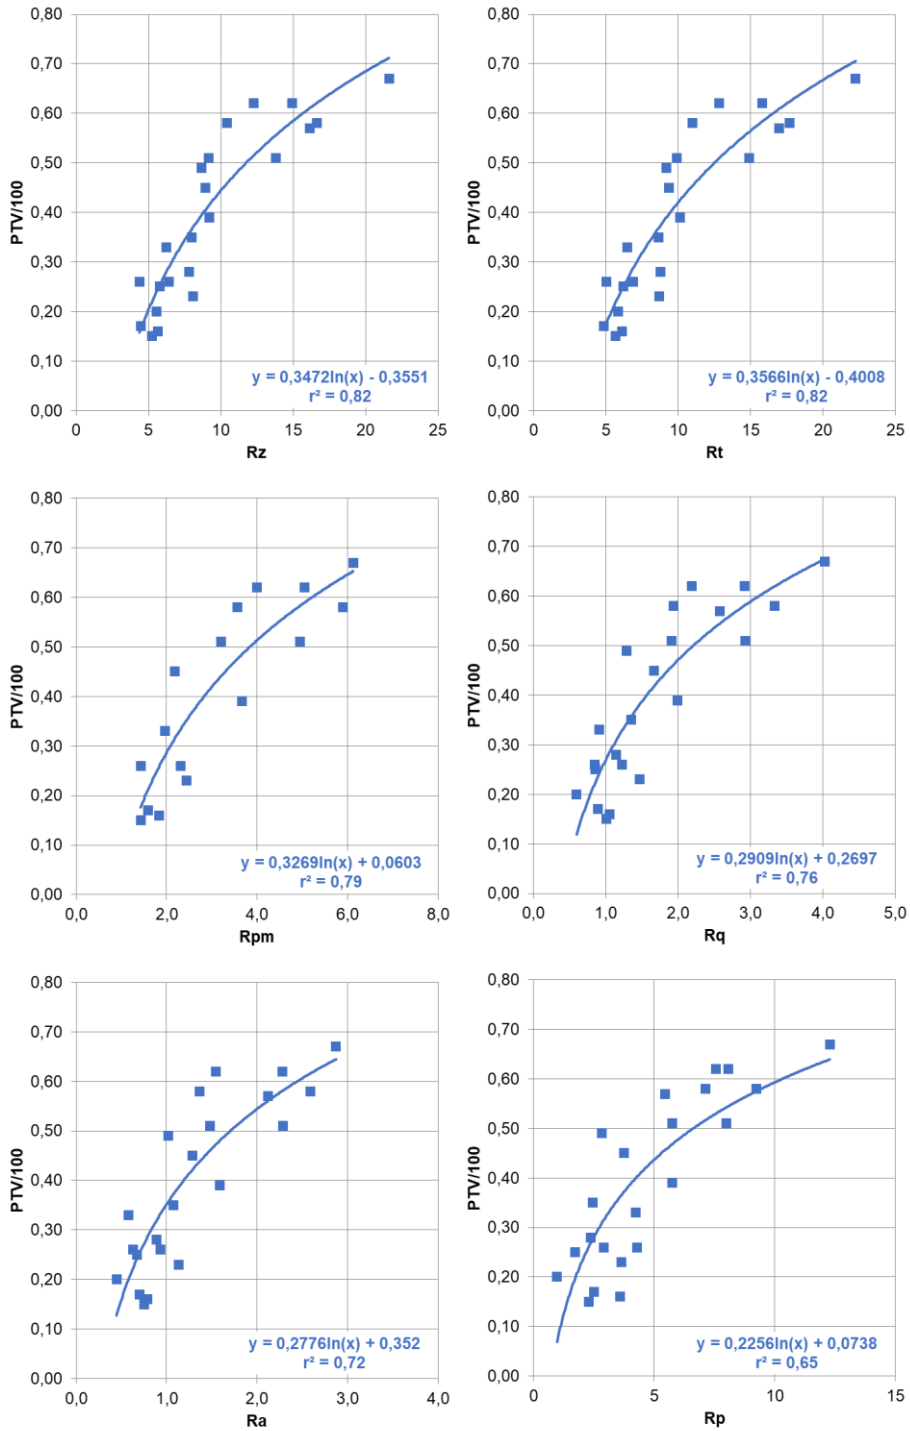 0,80
0,70
0,60
0,50
0,40
0,30
0,20
0,10
0,00
PTV/100
y = 0,3472ln(x) - 0,3551
r² = 0,82
0 5 10 15 20 25
Rz
0,80
0,70
0,60
0,50
0,40
0,30
0,20
0,10
0,00
PTV/100
y = 0,3566ln(x) - 0,4008
r² = 0,82
0 5 10 15 20 25
Rt
0,80
0,70
0,60
0,50
0,40
0,30
0,20
0,10
0,00
PTV/100
y = 0,3269ln(x) + 0,0603
r² = 0,79
0,0 2,0 4,0 6,0 8,0
Rpm
0,80
0,70
0,60
0,50
0,40
0,30
0,20
0,10
0,00
PTV/100
y = 0,2909ln(x) + 0,2697
r² = 0,76
0,0 1,0 2,0 3,0 4,0 5,0
Rq
0,80
0,70
0,60
0,50
0,40
0,30
0,20
0,10
0,00
PTV/100
y = 0,2776ln(x) + 0,352
r² = 0,72
0,0 1,0 2,0 3,0 4,0
Ra
0,80
0,70
0,60
0,50
0,40
0,30
0,20
0,10
0,00
PTV/100
y = 0,2256ln(x) + 0,0738
r² = 0,65
0 5 10 15
Rp